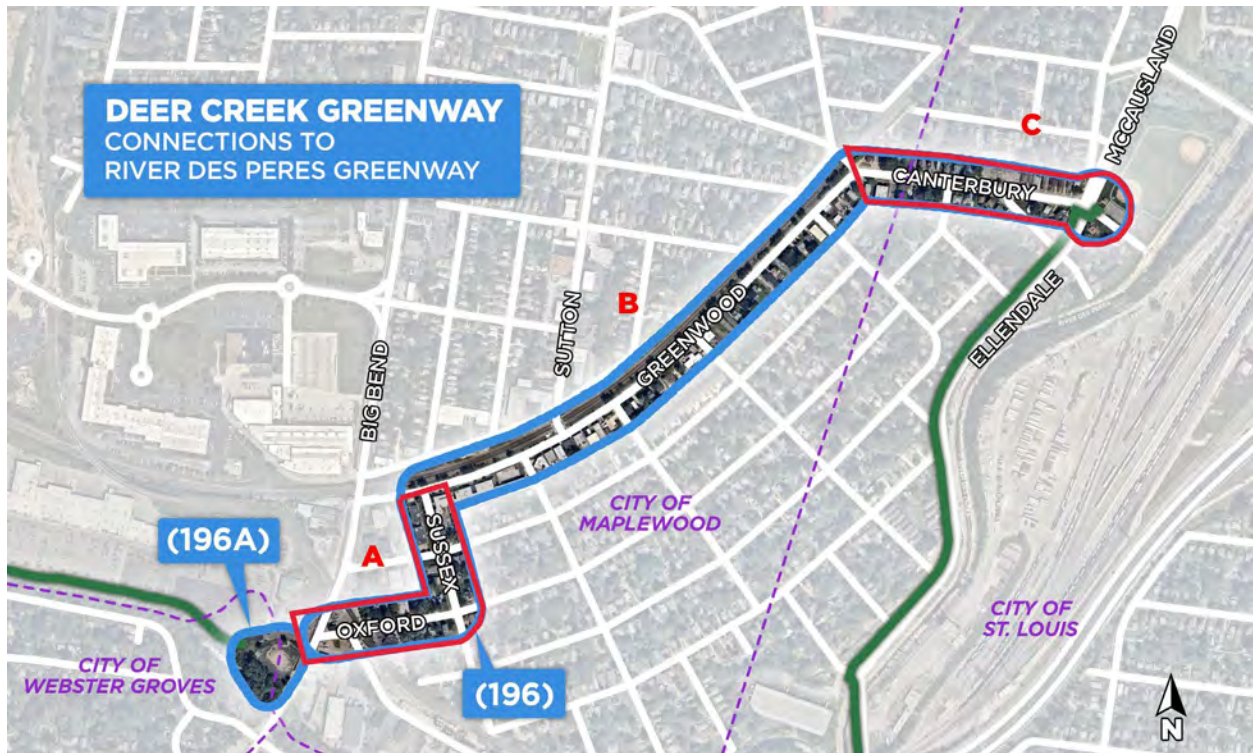 DEER CREEK GREENWAY
CONNECTIONS TO
RIVER DES PERES GREENWAY
C
MCCAUSLAND
CANTERBURY
SUTTON
B
GREENWOOD
ELLENDALE
BIG BEND
CITY OF
MAPLEWOOD
(196A)
A
SUSSEX
OXFORD
CITY OF
ST. LOUIS
CITY OF
WEBSTER GROVES
(196)
N